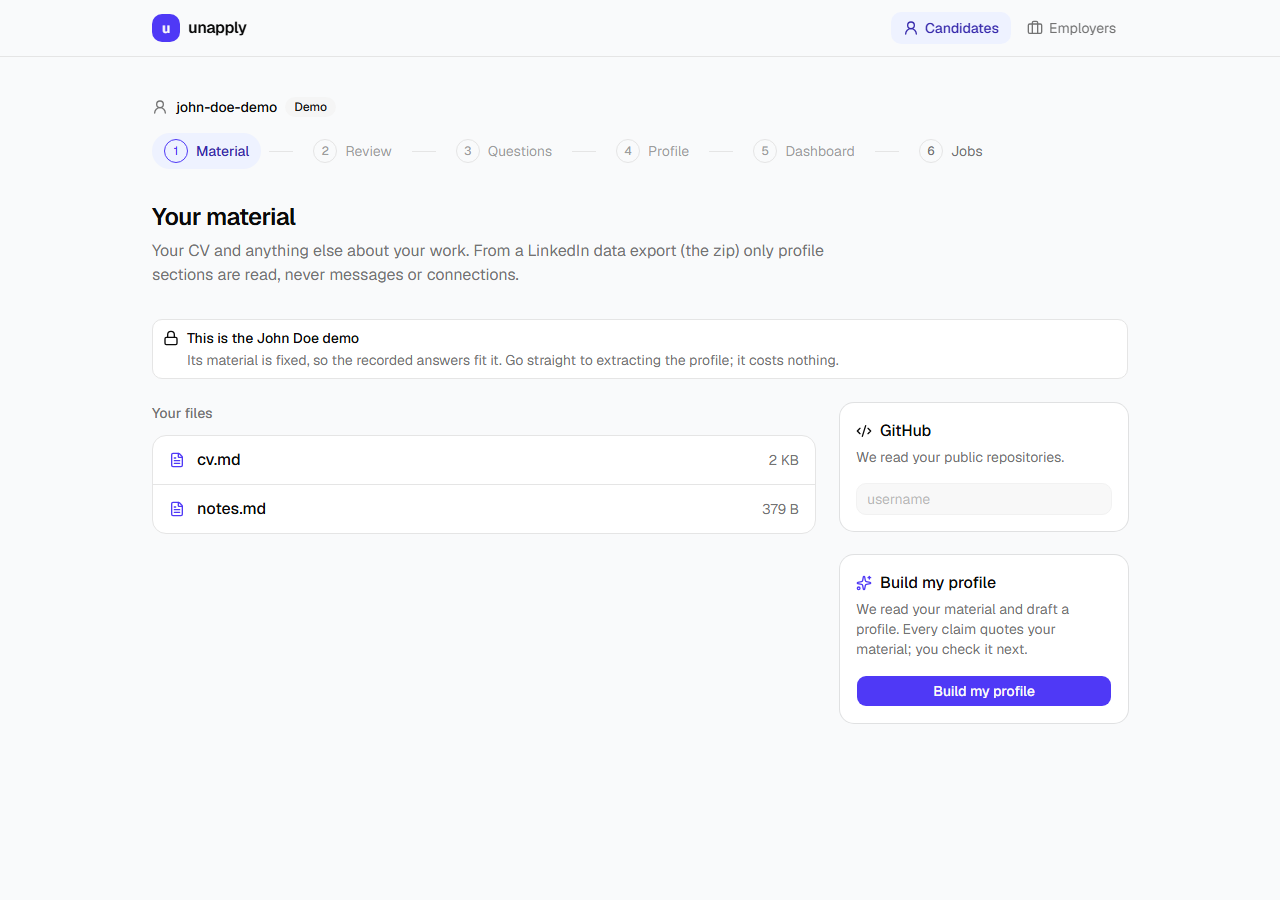 u unapply
Candidates Employers
john-doe-demo Demo
1 Material 2 Review 3 Questions 4 Profile 5 Dashboard 6 Jobs
Your material
Your CV and anything else about your work. From a LinkedIn data export (the zip) only profile
sections are read, never messages or connections.
This is the John Doe demo
Its material is fixed, so the recorded answers fit it. Go straight to extracting the profile; it costs nothing.
Your files
cv.md 2 KB
notes.md 379 B
GitHub
We read your public repositories.
username
Build my profile
We read your material and draft a
profile. Every claim quotes your
material; you check it next.
Build my profile